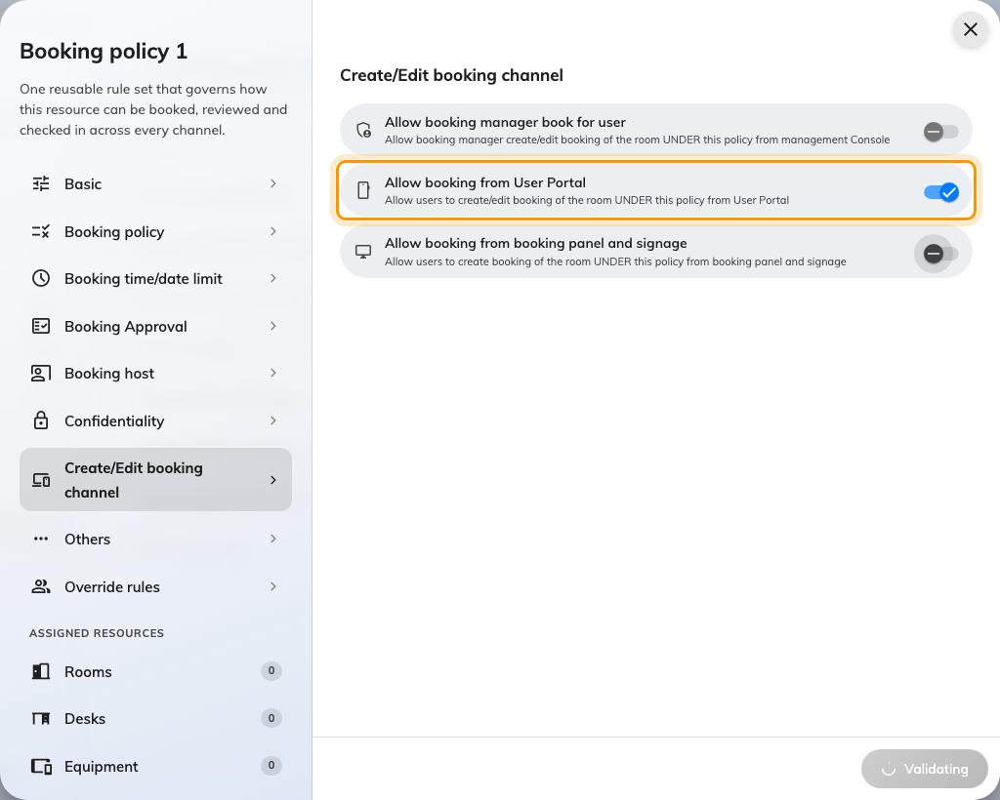 Booking policy 1
One reusable rule set that governs how
this resource can be booked, reviewed and
checked in across every channel.
Basic
Booking policy
Booking time/date limit
Booking Approval
Booking host
Confidentiality
Create/Edit booking
channel
Others
Override rules
ASSIGNED RESOURCES
Rooms 0
Desks 0
Equipment 0
Create/Edit booking channel
Allow booking manager book for user
Allow booking manager create/edit booking of the room UNDER this policy from management Console
Allow booking from User Portal
Allow users to create/edit booking of the room UNDER this policy from User Portal
Allow booking from booking panel and signage
Allow users to create booking of the room UNDER this policy from booking panel and signage
Validating